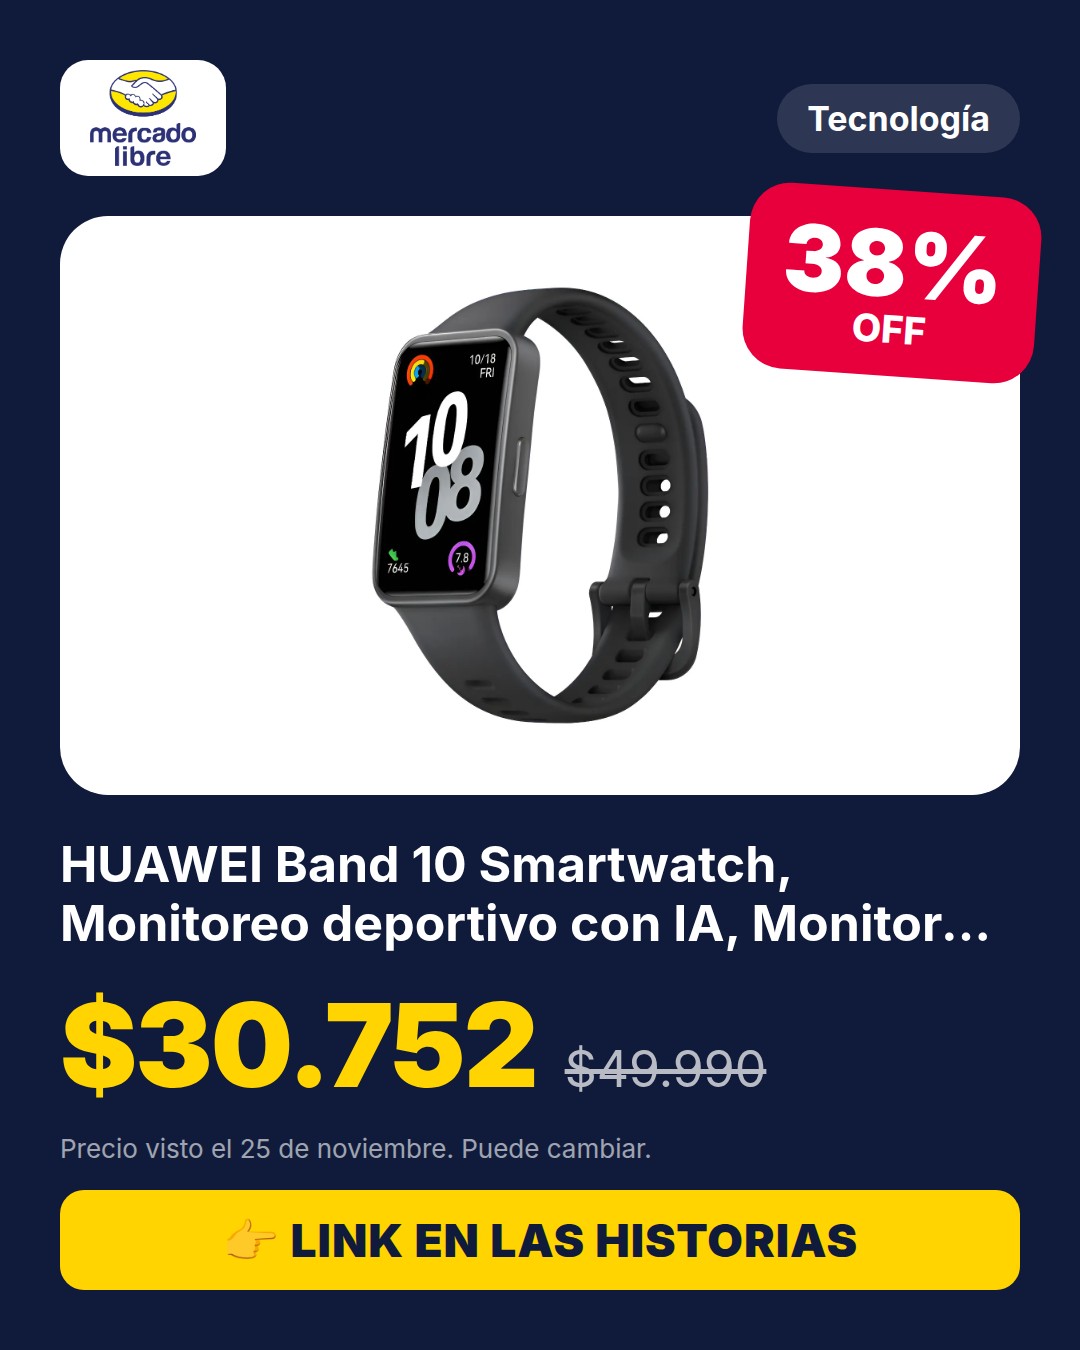 mercado
libre
Tecnología
38%
OFF
10/18
FRI
10
08
7645
7.8
HUAWEI Band 10 Smartwatch,
Monitoreo deportivo con IA, Monitor...
$30.752 $49.990
Precio visto el 25 de noviembre. Puede cambiar.
👉 LINK EN LAS HISTORIAS